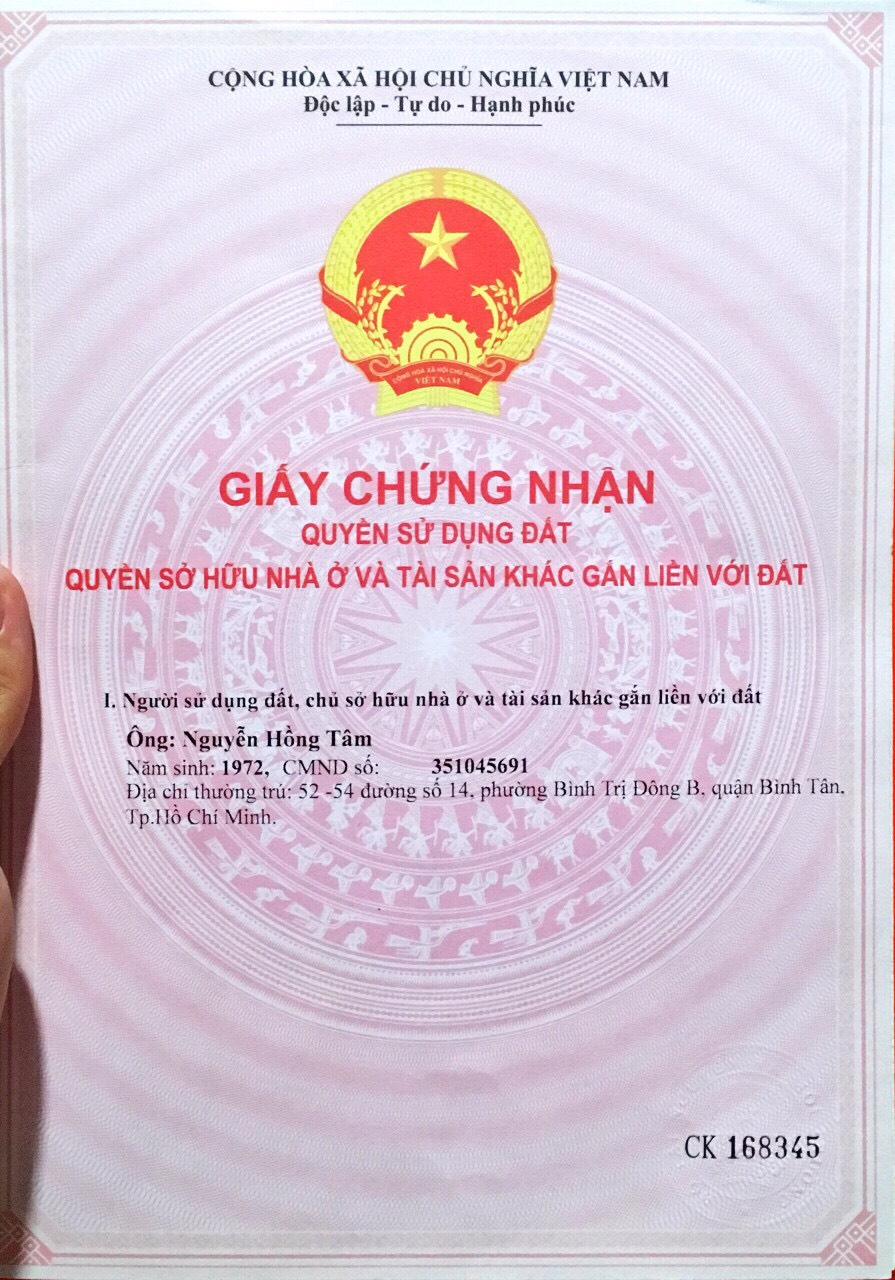 CỘNG HÒA XÃ HỘI CHỦ NGHĨA VIỆT NAM
Độc lập - Tự do - Hạnh phúc
CỘNG HÒA XÃ HỘI CHỦ NGHĨA
VIỆT NAM
GIẤY CHỨNG NHẬN
QUYỀN SỬ DỤNG ĐẤT
QUYỀN SỞ HỮU NHÀ Ở VÀ TÀI SẢN KHÁC GẮN LIỀN VỚI ĐẤT
I. Người sử dụng đất, chủ sở hữu nhà ở và tài sản khác gắn liền với đất
Ông: Nguyễn Hồng Tâm
Năm sinh: 1972, CMND số: 351045691
Địa chỉ thường trú: 52 -54 đường số 14, phường Bình Trị Đông B, quận Bình Tân,
Tp.Hồ Chí Minh.
CK 168345